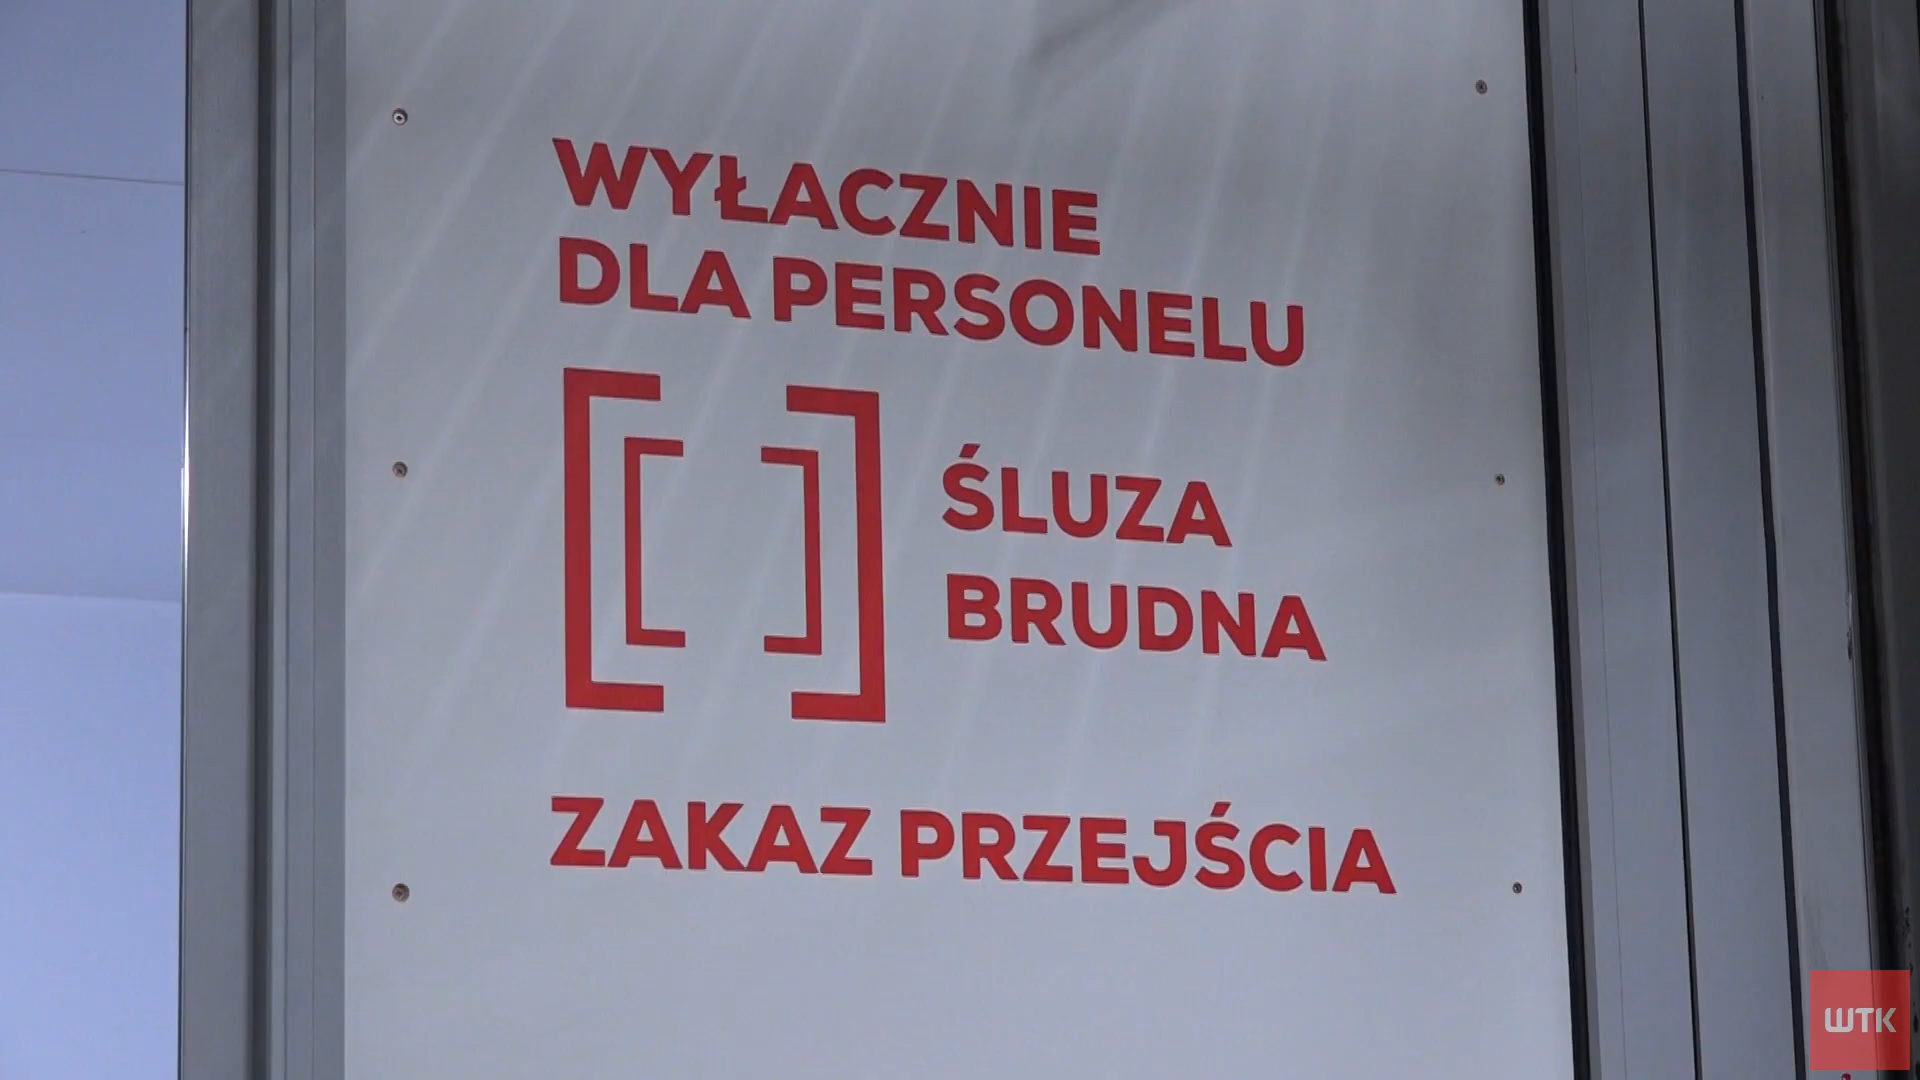 WYŁACZNIE
DLA PERSONELU
ŚLUZA
BRUDNA
ZAKAZ PRZEJŚCIA
WTK